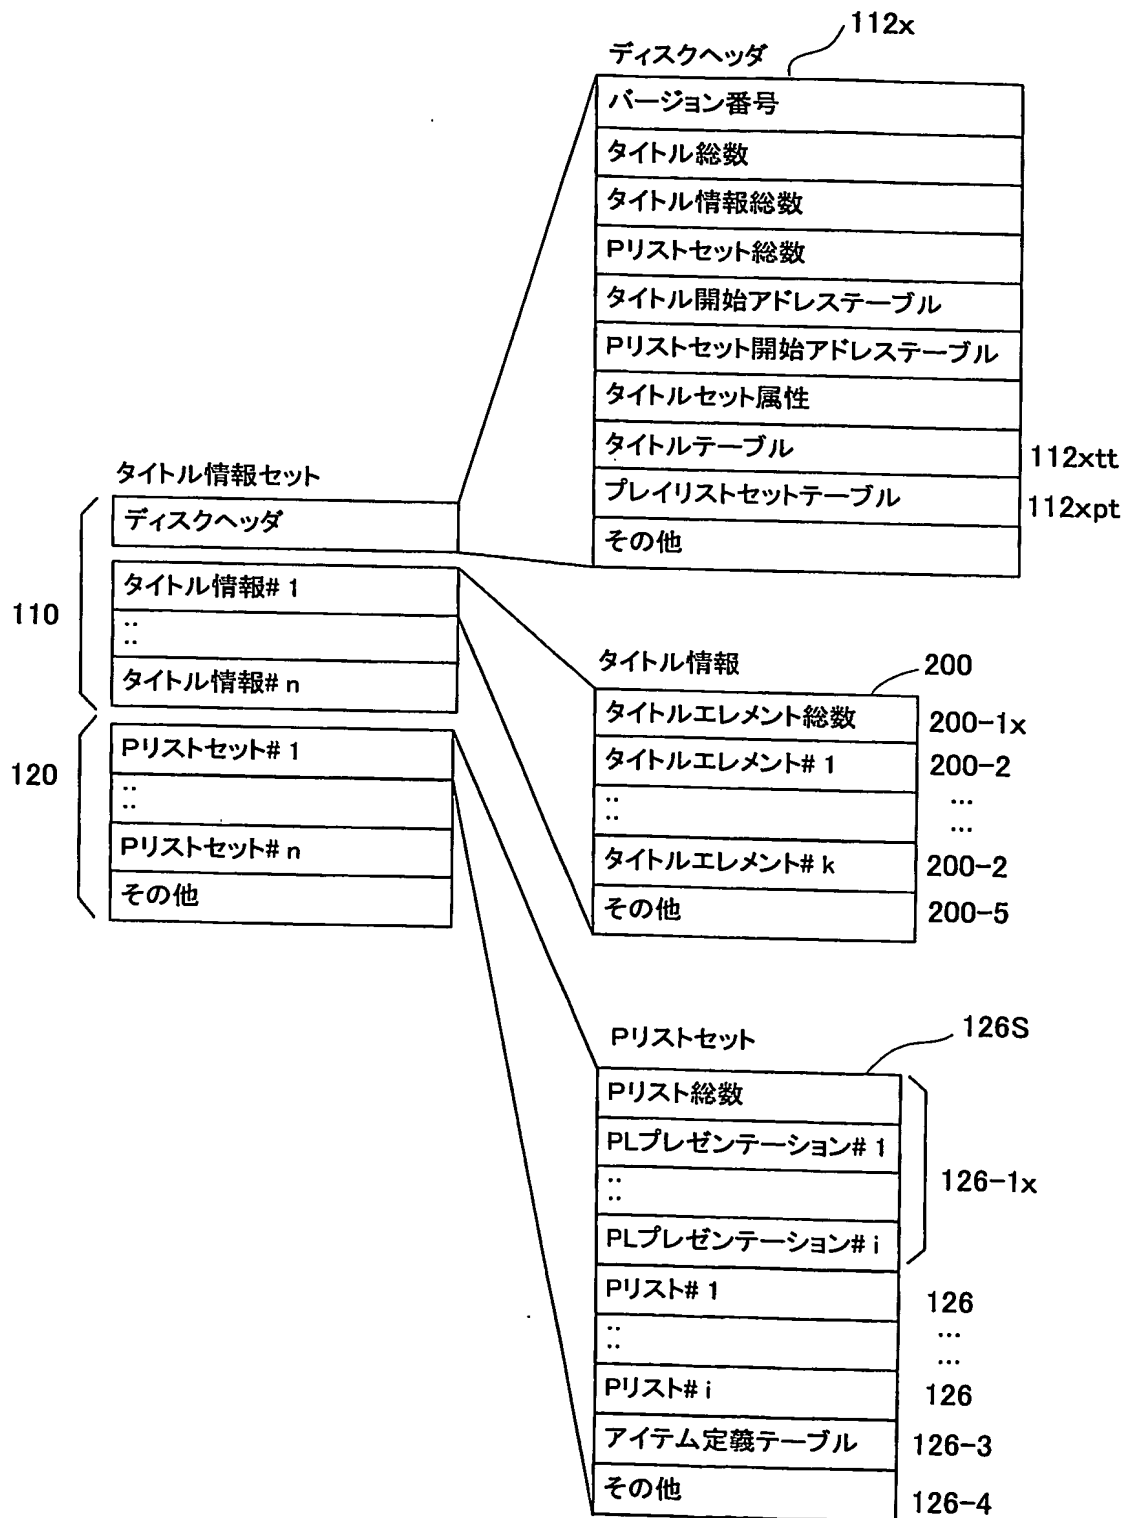 112x
ディスクヘッダ
バージョン番号
タイトル総数
タイトル情報総数
Pリストセット総数
タイトル開始アドレステーブル
Pリストセット開始アドレステーブル
タイトルセット属性
タイトルテーブル
112xtt
プレイリストセットテーブル
112xpt
その他
タイトル情報セット
ディスクヘッダ
110
タイトル情報# 1
::
タイトル情報# n
120
Pリストセット# 1
::
Pリストセット# n
その他
タイトル情報
200
タイトルエレメント総数
200-1x
タイトルエレメント# 1
200-2
::
...
...
タイトルエレメント# k
200-2
その他
200-5
Pリストセット
126S
Pリスト総数
PLプレゼンテーション# 1
::
PLプレゼンテーション# i
126-1x
Pリスト# 1
126
::
...
...
Pリスト# i
126
アイテム定義テーブル
126-3
その他
126-4